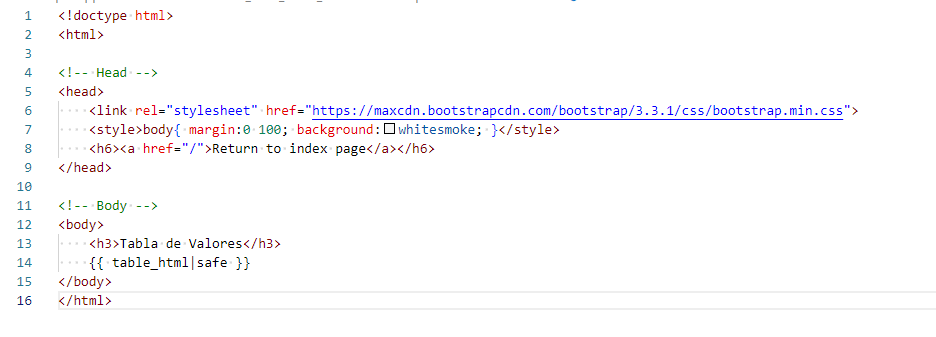 1 <!doctype html>
2 <html>
3
4 <!-- Head -->
5 <head>
6 <link rel="stylesheet" href="https://maxcdn.bootstrapcdn.com/bootstrap/3.3.1/css/bootstrap.min.css">
7 <style>body{ margin:0 100; background:whitesmoke; }</style>
8 <h6><a href="/">Return to index page</a></h6>
9 </head>
10
11 <!-- Body -->
12 <body>
13 <h3>Tabla de Valores</h3>
14 {{ table_html|safe }}
15 </body>
16 </html>